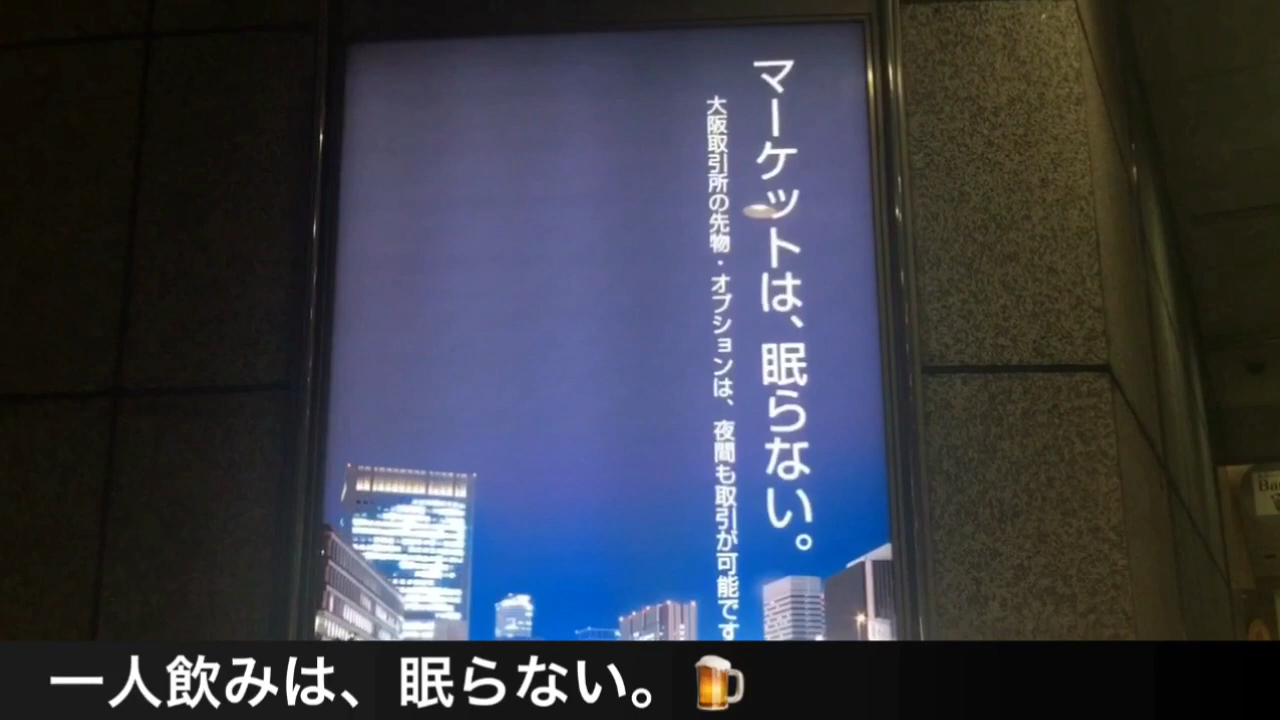 マーケットは、眠らない。
大阪取引所の先物・オプションは、夜間も取引が可能です
一人飲みは、眠らない。🍺